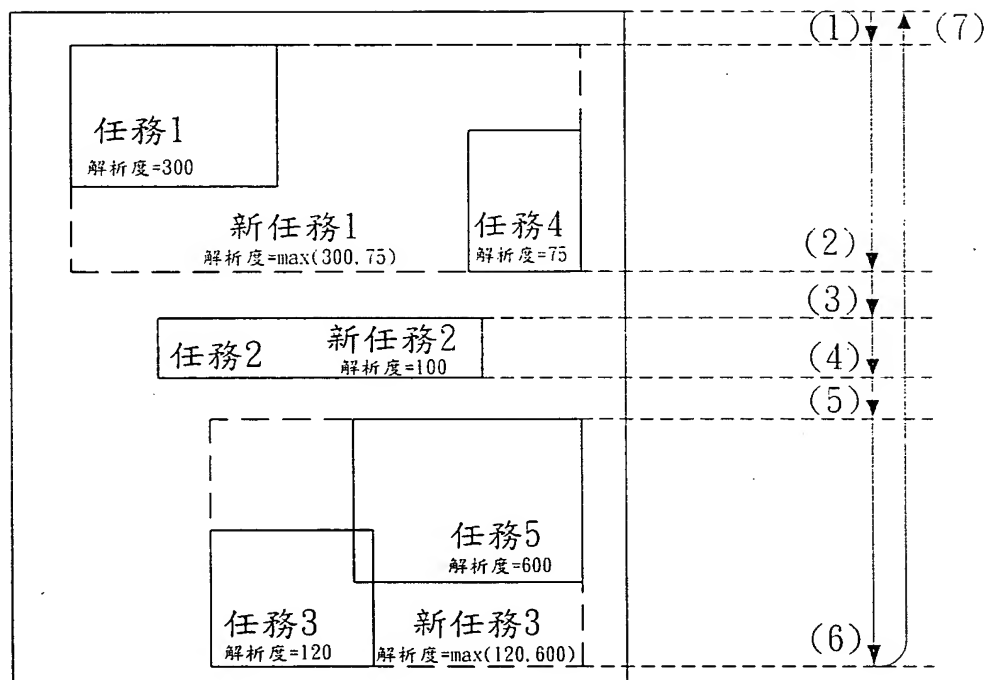 (1)
(7)
任務1
解析度=300
新任務1
解析度=max(300,75)
任務4
解析度=75
(2)
(3)
任務2
新任務2
解析度=100
(4)
(5)
任務5
解析度=600
任務3
解析度=120
新任務3
解析度=max(120,600)
(6)